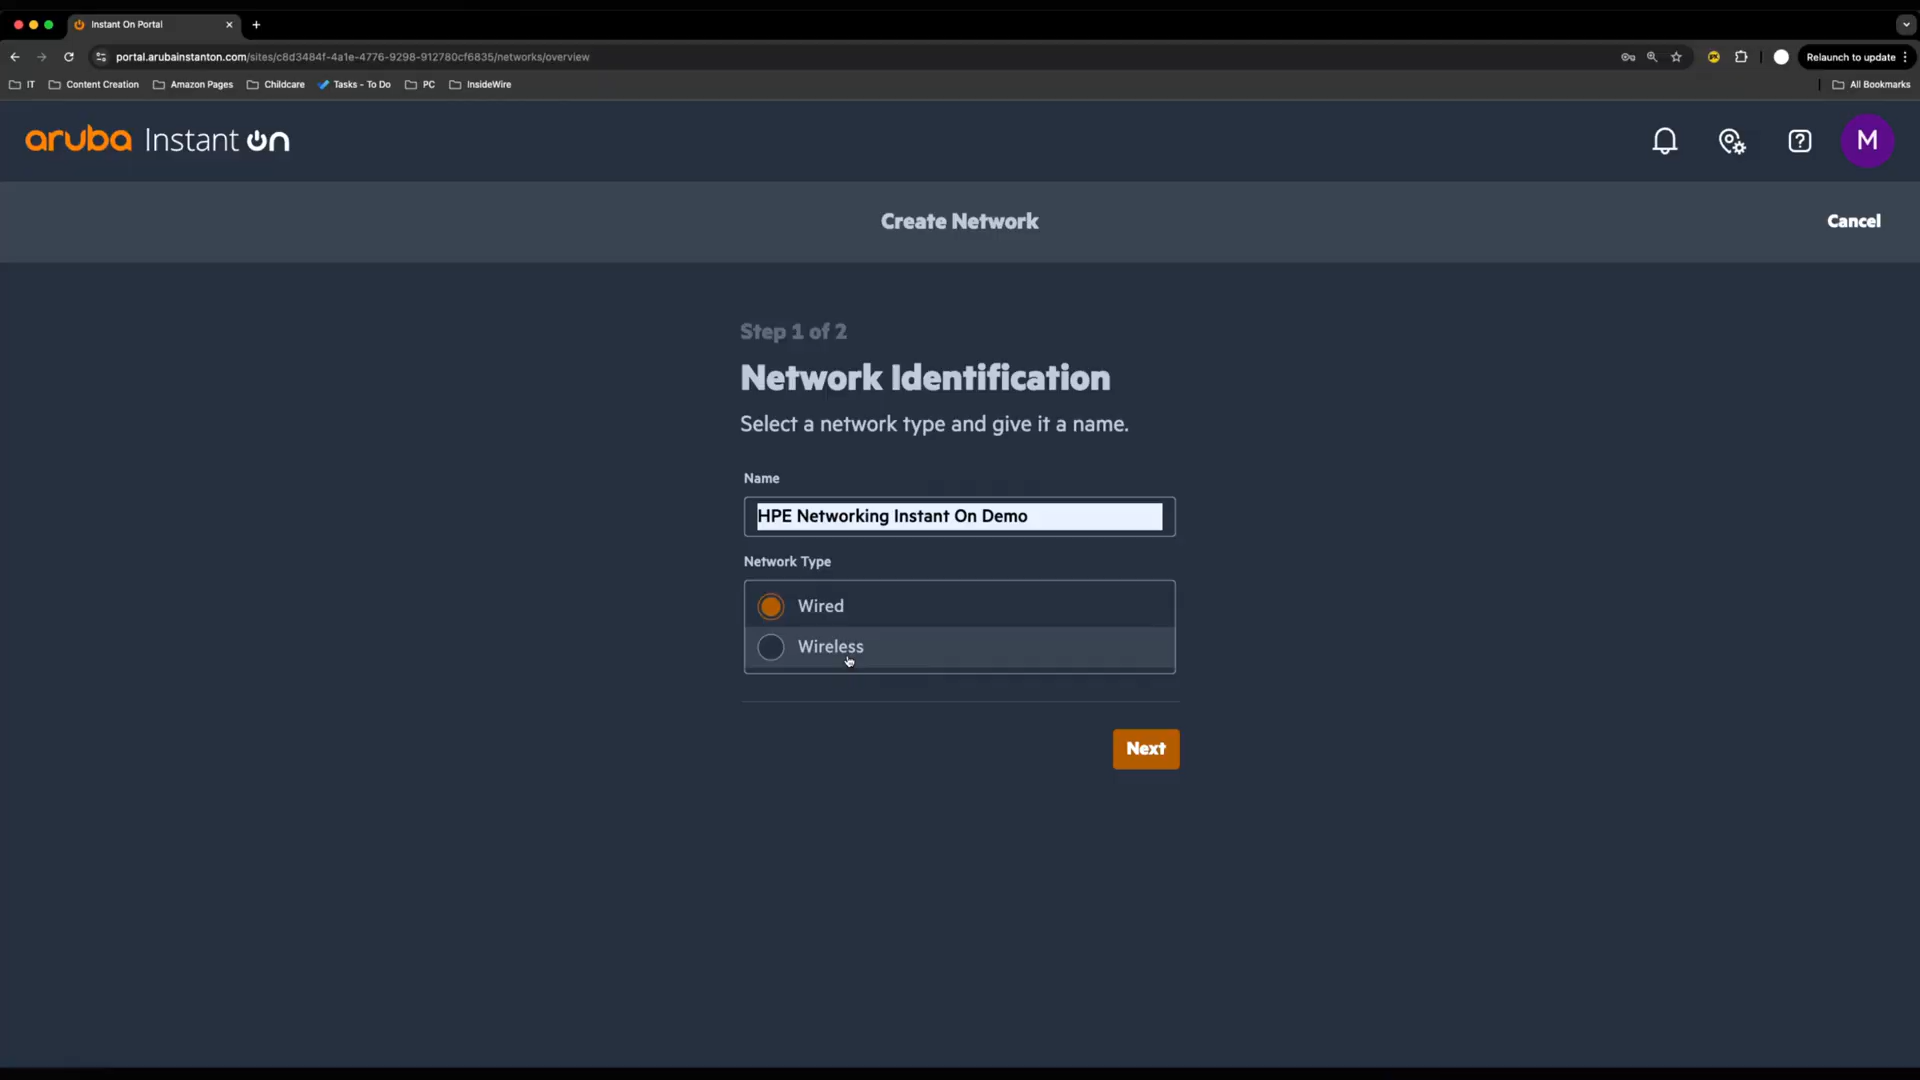 Instant On Portal
portal.arubainstanton.com/sites/c8d3484f-4a1e-4776-9298-912780cf6835/networks/overview
Relaunch to update
IT
Content Creation
Amazon Pages
Childcare
Tasks - To Do
PC
InsideWire
All Bookmarks
aruba Instant on
M
Create Network
Cancel
Step 1 of 2
Network Identification
Select a network type and give it a name.
Name
HPE Networking Instant On Demo
Network Type
Wired
Wireless
Next